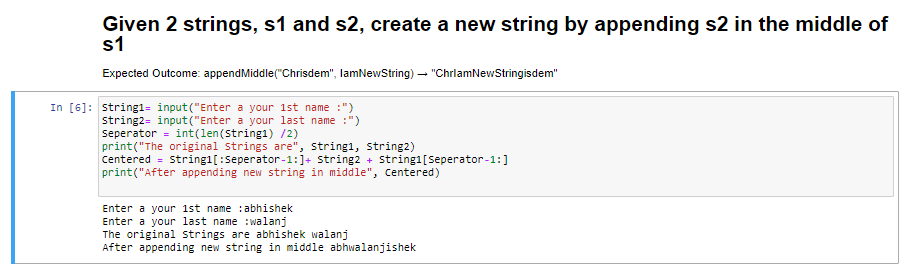 Given 2 strings, s1 and s2, create a new string by appending s2 in the middle of
s1
Expected Outcome: appendMiddle("Chrisdem", IamNewString) → "ChrIamNewStringisdem"
In [6]: String1= input("Enter a your 1st name :")
String2= input("Enter a your last name :")
Seperator = int(len(String1) /2)
print("The original Strings are", String1, String2)
Centered = String1[:Seperator-1:]+ String2 + String1[Seperator-1:]
print("After appending new string in middle", Centered)
Enter a your 1st name :abhishek
Enter a your last name :walanj
The original Strings are abhishek walanj
After appending new string in middle abhwalanjishek